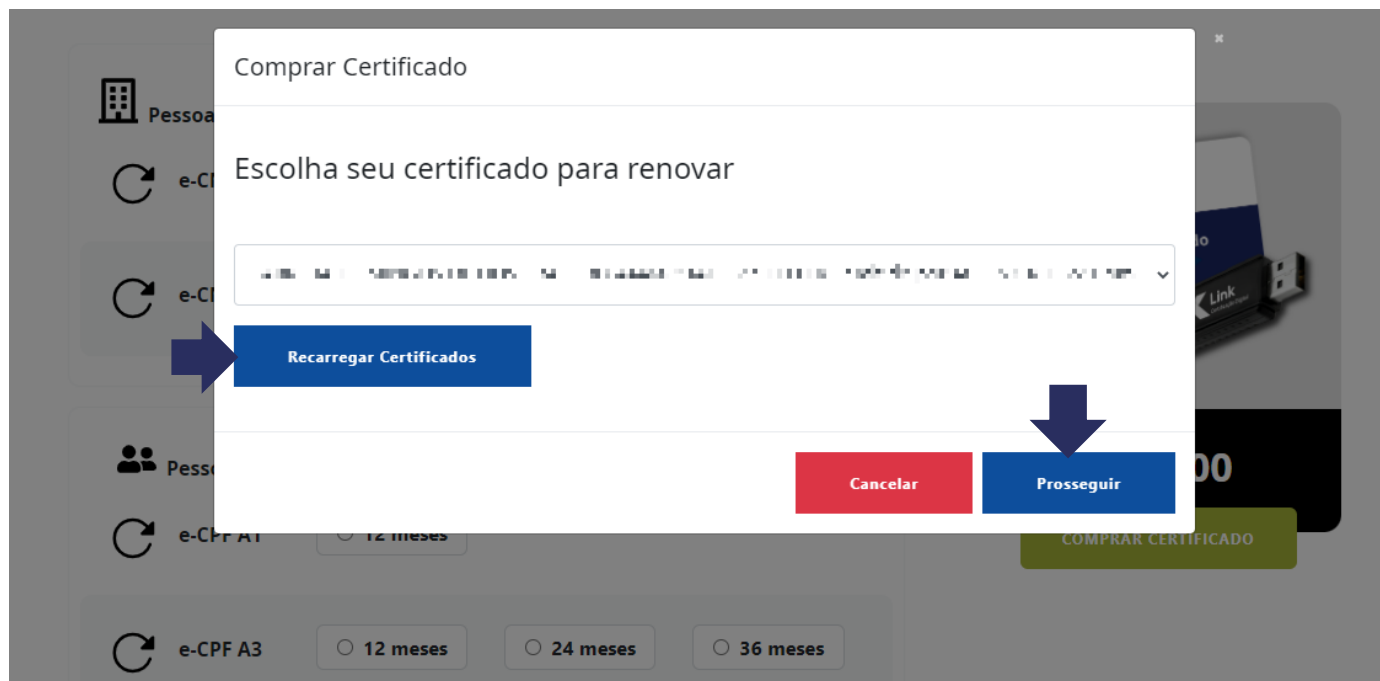 Comprar Certificado
Pessoa
Escolha seu certificado para renovar
e-C
lo
e-C
Link
Recarregar Certificados
Pesso
Cancelar
Prosseguir
00
e-CPF A1
12 meses
COMPRAR CERTIFICADO
e-CPF A3
12 meses
24 meses
36 meses